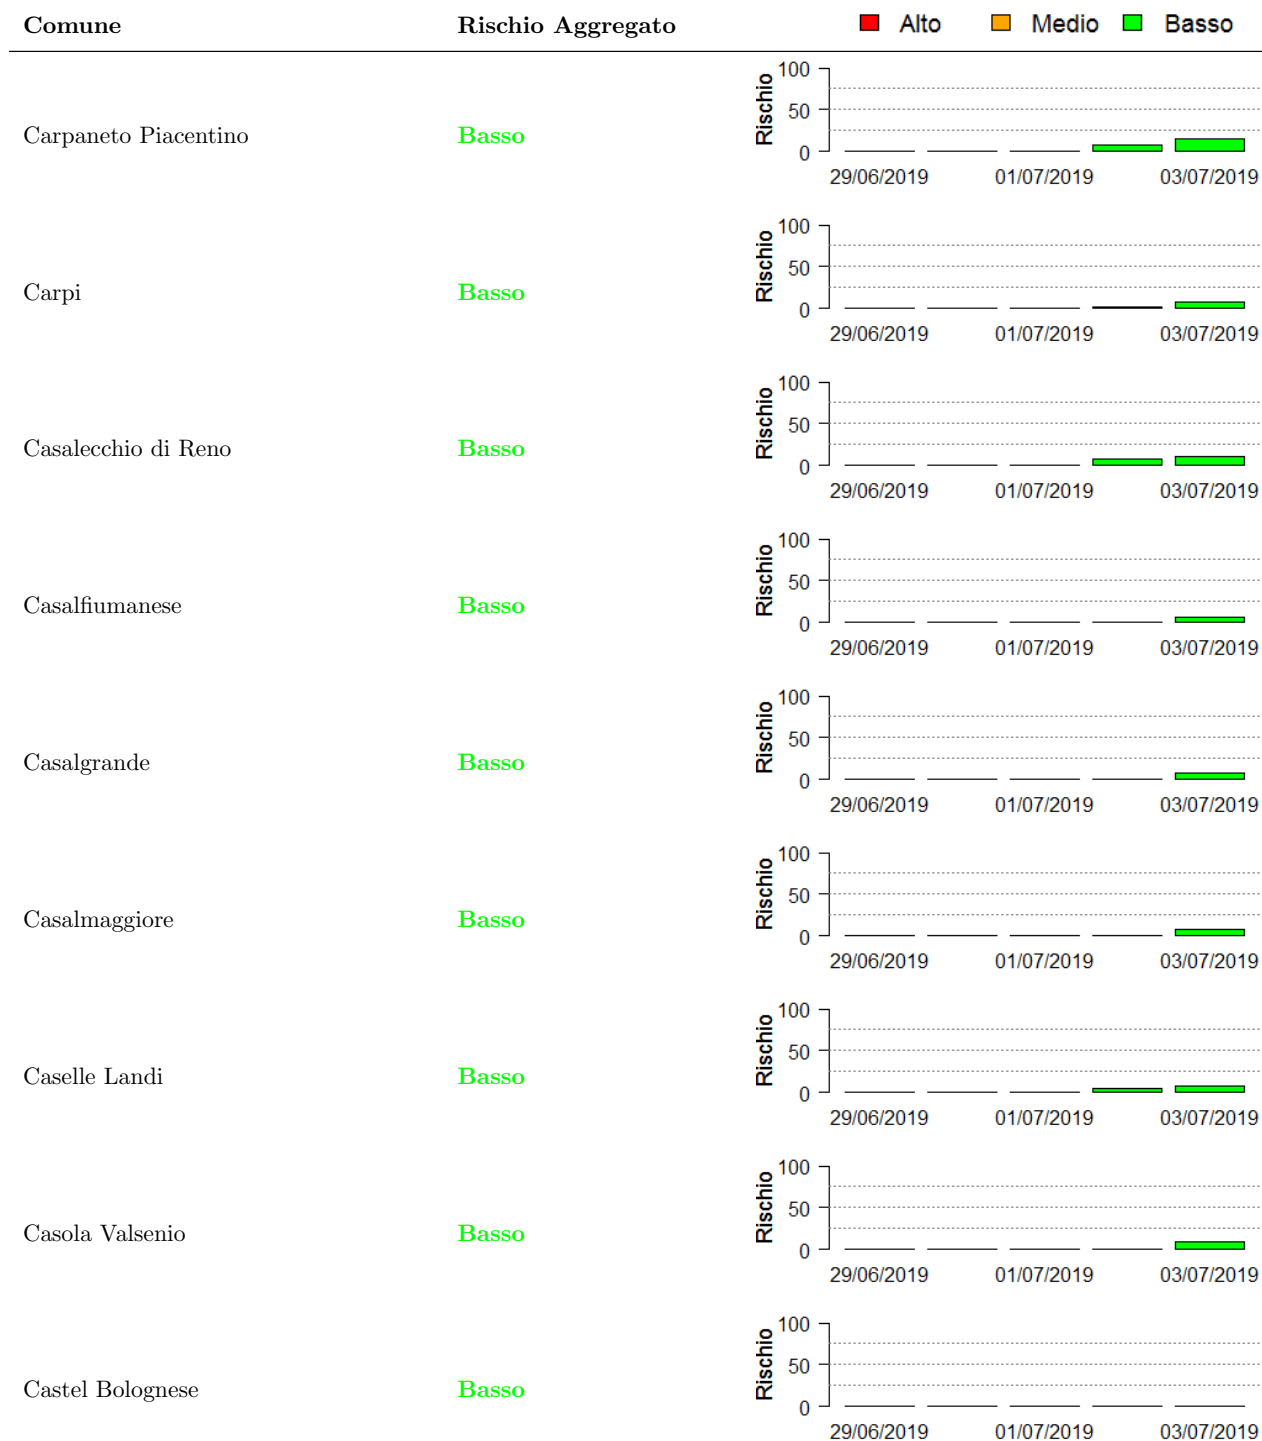 Comune Rischio Aggregato Alto Medio Basso
Carpaneto Piacentino Basso
Rischio
100
50
0
29/06/2019 01/07/2019 03/07/2019
Carpi Basso
Rischio
100
50
0
29/06/2019 01/07/2019 03/07/2019
Casalecchio di Reno Basso
Rischio
100
50
0
29/06/2019 01/07/2019 03/07/2019
Casalfiumanese Basso
Rischio
100
50
0
29/06/2019 01/07/2019 03/07/2019
Casalgrande Basso
Rischio
100
50
0
29/06/2019 01/07/2019 03/07/2019
Casalmaggiore Basso
Rischio
100
50
0
29/06/2019 01/07/2019 03/07/2019
Caselle Landi Basso
Rischio
100
50
0
29/06/2019 01/07/2019 03/07/2019
Casola Valsenio Basso
Rischio
100
50
0
29/06/2019 01/07/2019 03/07/2019
Castel Bolognese Basso
Rischio
100
50
0
29/06/2019 01/07/2019 03/07/2019